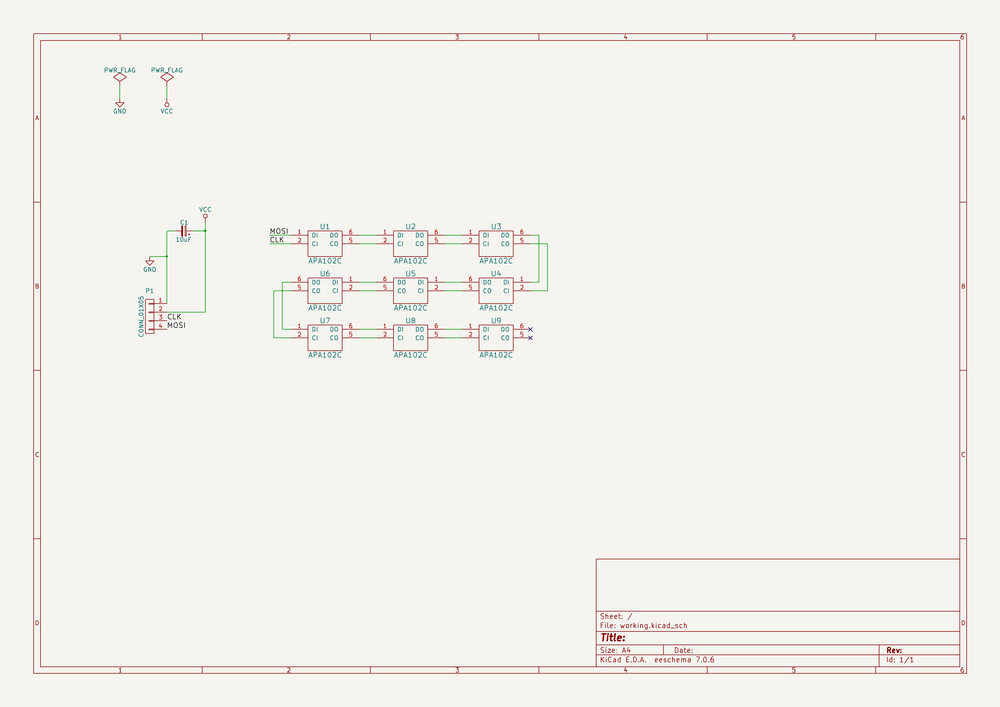 1 2 3 4 5 6
PWR_FLAG PWR_FLAG
GND VCC
A A
VCC
C1
10uF
GND
P1
CONN_01X05
1
2
3 CLK
4 MOSI
MOSI 1 DI DO 6 1 DI DO 6 1 DI DO 6
CLK 2 CI CO 5 2 CI CO 5 2 CI CO 5
U1 U2 U3
APA102C APA102C APA102C
U6 U5 U4
6 DO DI 1 6 DO DI 1 6 DO DI 1
5 CO CI 2 5 CO CI 2 5 CO CI 2
APA102C APA102C APA102C
B B
U7 U8 U9
1 DI DO 6 1 DI DO 6 1 DI DO 6
2 CI CO 5 2 CI CO 5 2 CI CO 5
APA102C APA102C APA102C
C C
D D
Sheet: /
File: working.kicad_sch
Title:
Size: A4 Date: Rev:
KiCad E.D.A. eeschema 7.0.6 Id: 1/1
1 2 3 4 5 6